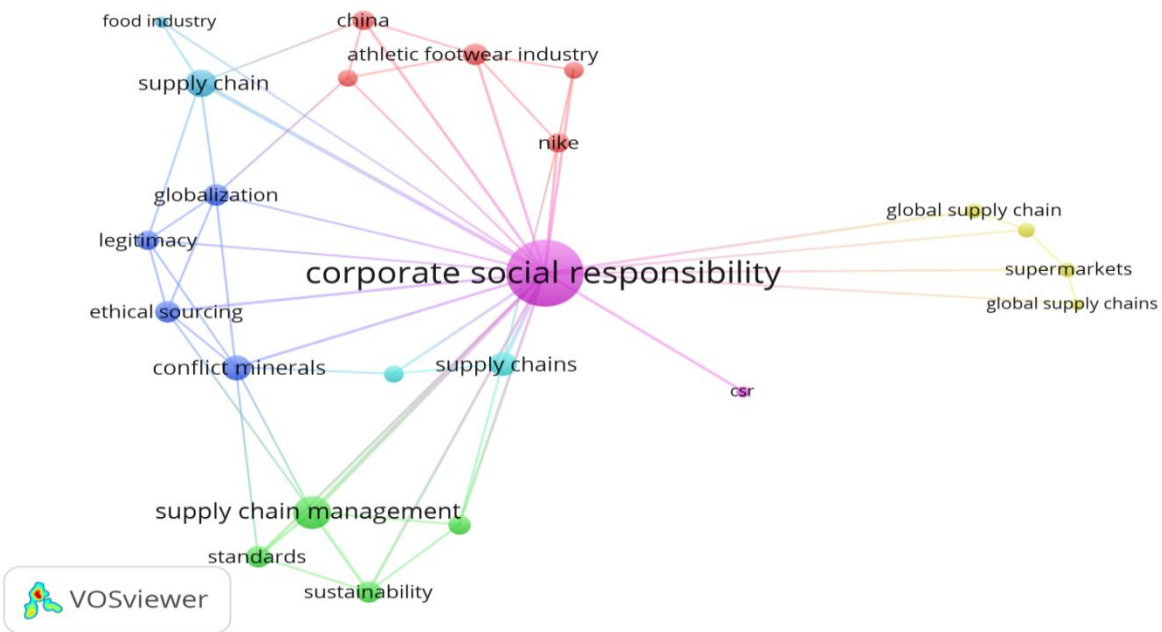 food industry
china
athletic footwear industry
supply chain
nike
globalization
global supply chain
legitimacy
corporate social responsibility
supermarkets
ethical sourcing
global supply chains
conflict minerals
supply chains
csr
supply chain management
standards
sustainability
VOSviewer